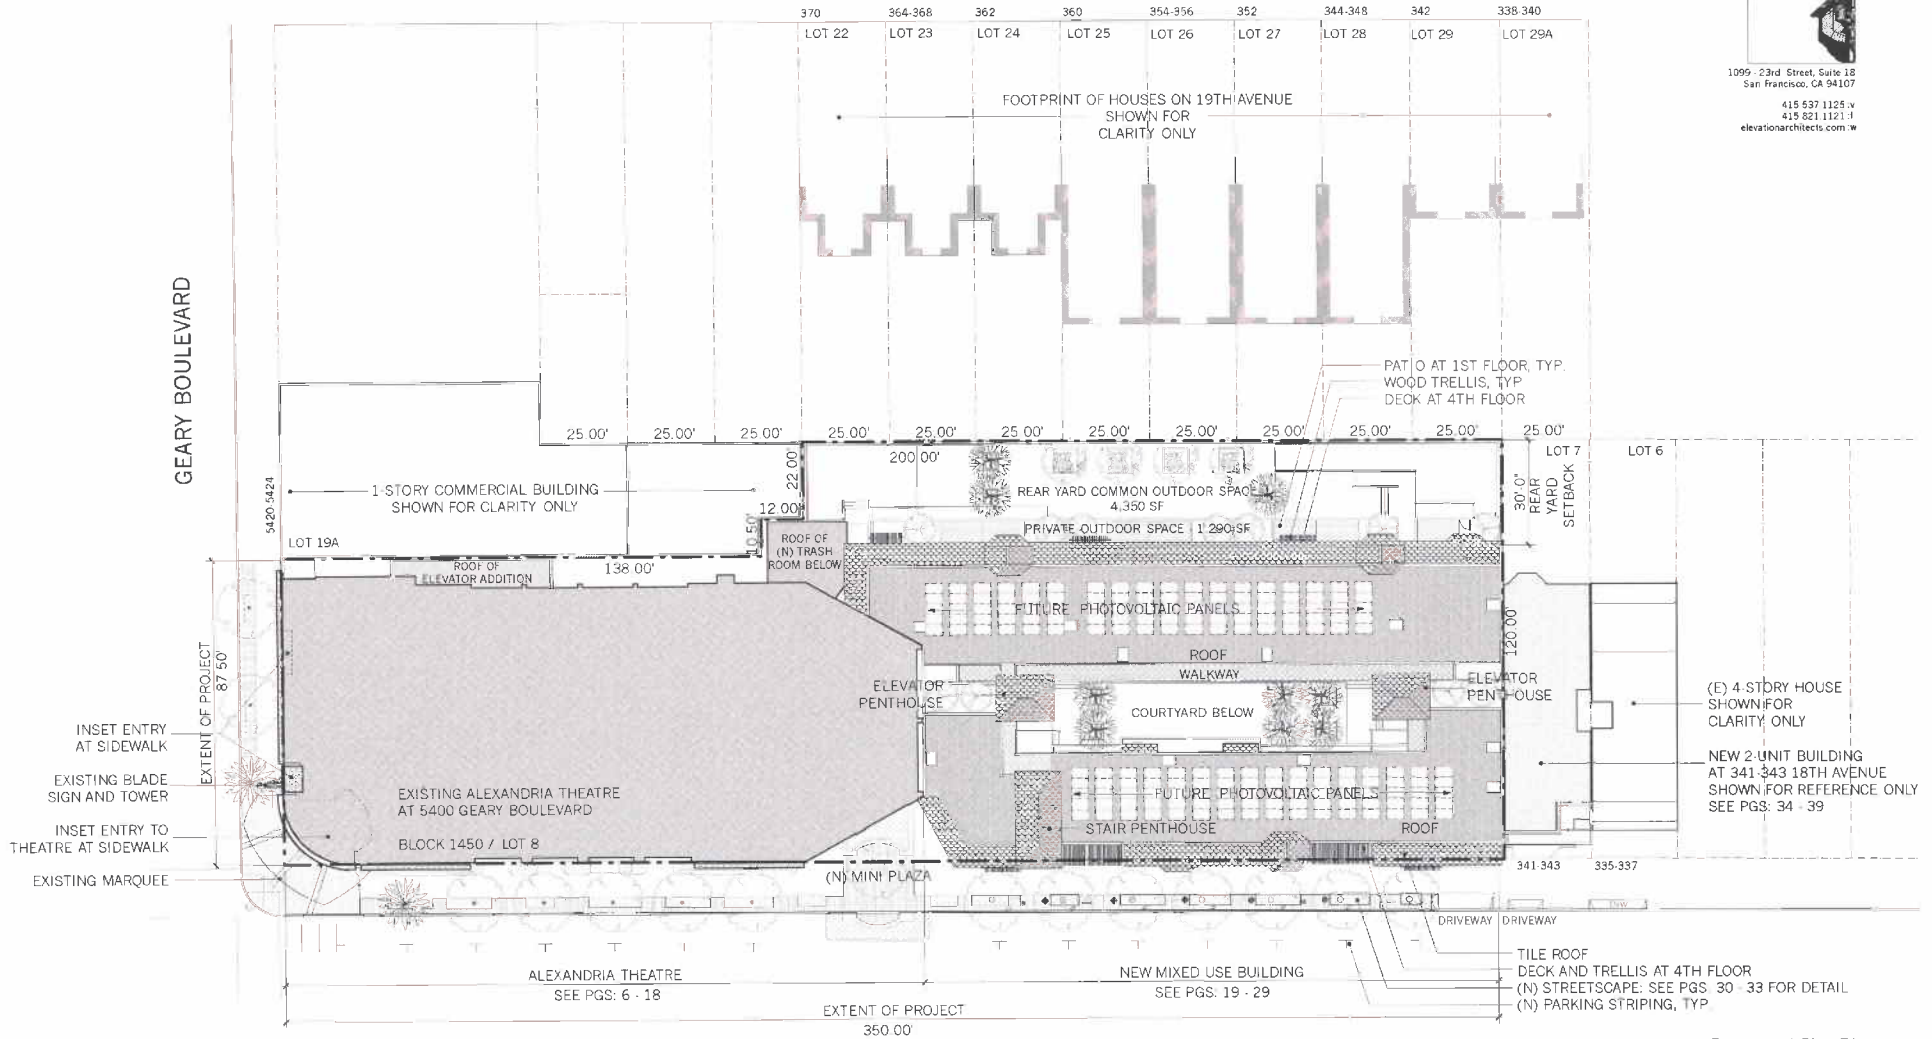 370 364-368 362 360 354-356 352 344-348 342 338-340
LOT 22 LOT 23 LOT 24 LOT 25 LOT 26 LOT 27 LOT 28 LOT 29 LOT 29A
1099 - 23rd Street, Suite 18
San Francisco, CA 94107
415 537 1125 :v
415 821 1121 :f
elevationarchitects.com :w
FOOTPRINT OF HOUSES ON 19TH AVENUE
SHOWN FOR
CLARITY ONLY
GEARY BOULEVARD
PATIO AT 1ST FLOOR, TYP.
WOOD TRELLIS, TYP
DECK AT 4TH FLOOR
25.00' 25.00' 25.00' 25.00' 25.00' 25.00' 25.00' 25.00' 25.00' 25.00' 25.00' 25.00'
22.00'
200.00'
LOT 7
LOT 6
30'-0"
REAR
YARD
SETBACK
5420-5424
1-STORY COMMERCIAL BUILDING
SHOWN FOR CLARITY ONLY
REAR YARD COMMON OUTDOOR SPACE
4,350 SF
12.00'
10.50'
PRIVATE OUTDOOR SPACE 1 290 SF
LOT 19A
ROOF OF
(N) TRASH
ROOM BELOW
ROOF OF
ELEVATOR ADDITION
138.00'
FUTURE PHOTOVOLTAIC PANELS
120.00'
ROOF
WALKWAY
EXTENT OF PROJECT
87 50'
ELEVATOR
PENTHOUSE
ELEVATOR
PENTHOUSE
COURTYARD BELOW
(E) 4-STORY HOUSE
SHOWN FOR
CLARITY ONLY
INSET ENTRY
AT SIDEWALK
NEW 2-UNIT BUILDING
AT 341-343 18TH AVENUE
SHOWN FOR REFERENCE ONLY
SEE PGS: 34 - 39
EXISTING BLADE
SIGN AND TOWER
EXISTING ALEXANDRIA THEATRE
AT 5400 GEARY BOULEVARD
FUTURE PHOTOVOLTAIC PANELS
INSET ENTRY TO
THEATRE AT SIDEWALK
STAIR PENTHOUSE
ROOF
BLOCK 1450 / LOT 8
EXISTING MARQUEE
(N) MINI PLAZA
341-343 335-337
DRIVEWAY DRIVEWAY
TILE ROOF
DECK AND TRELLIS AT 4TH FLOOR
(N) STREETSCAPE: SEE PGS 30 - 33 FOR DETAIL
(N) PARKING STRIPING, TYP.
ALEXANDRIA THEATRE
SEE PGS: 6 - 18
NEW MIXED USE BUILDING
SEE PGS: 19 - 29
EXTENT OF PROJECT
350.00'